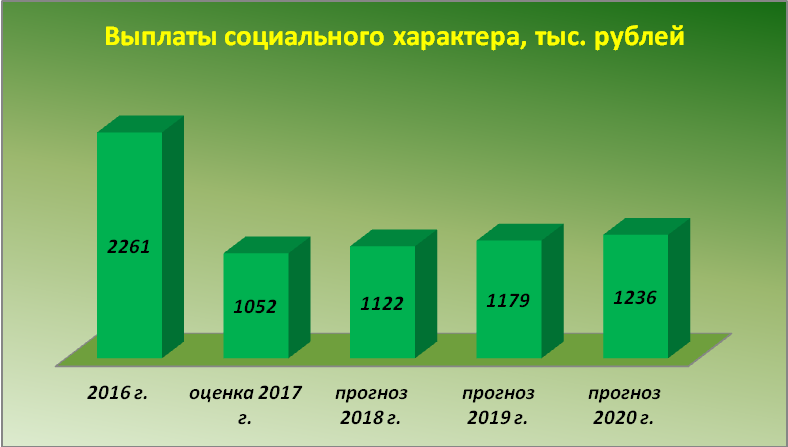 Выплаты социального характера, тыс. рублей
2261
1052
1122
1179
1236
2016 г.
оценка 2017
г.
прогноз
2018 г.
прогноз
2019 г.
прогноз
2020 г.